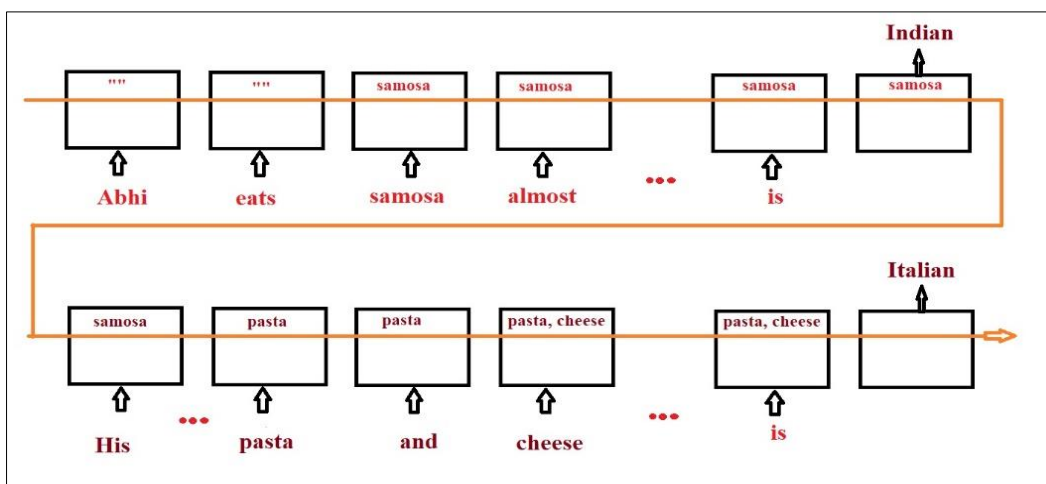 Indian
"" "" samosa samosa samosa samosa
Abhi eats samosa almost ... is
Italian
samosa pasta pasta pasta, cheese pasta, cheese
His ... pasta and cheese ... is